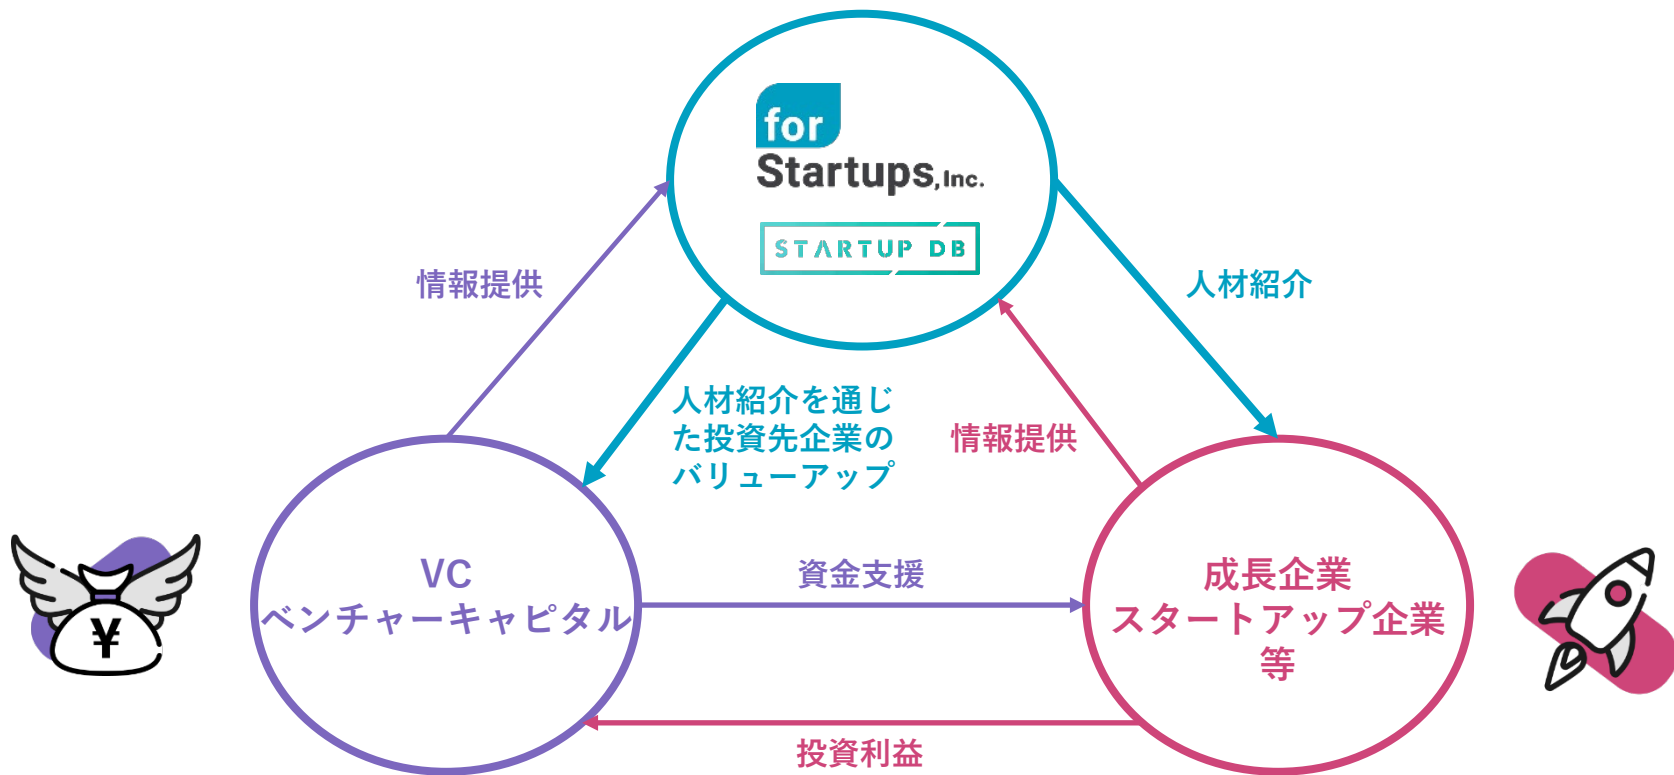 for
Startups,Inc.
STARTUP DB
情報提供
人材紹介
人材紹介を通じ
た投資先企業の
バリューアップ
情報提供
VC
ベンチャーキャピタル
資金支援
成長企業
スタートアップ企業
等
投資利益
¥